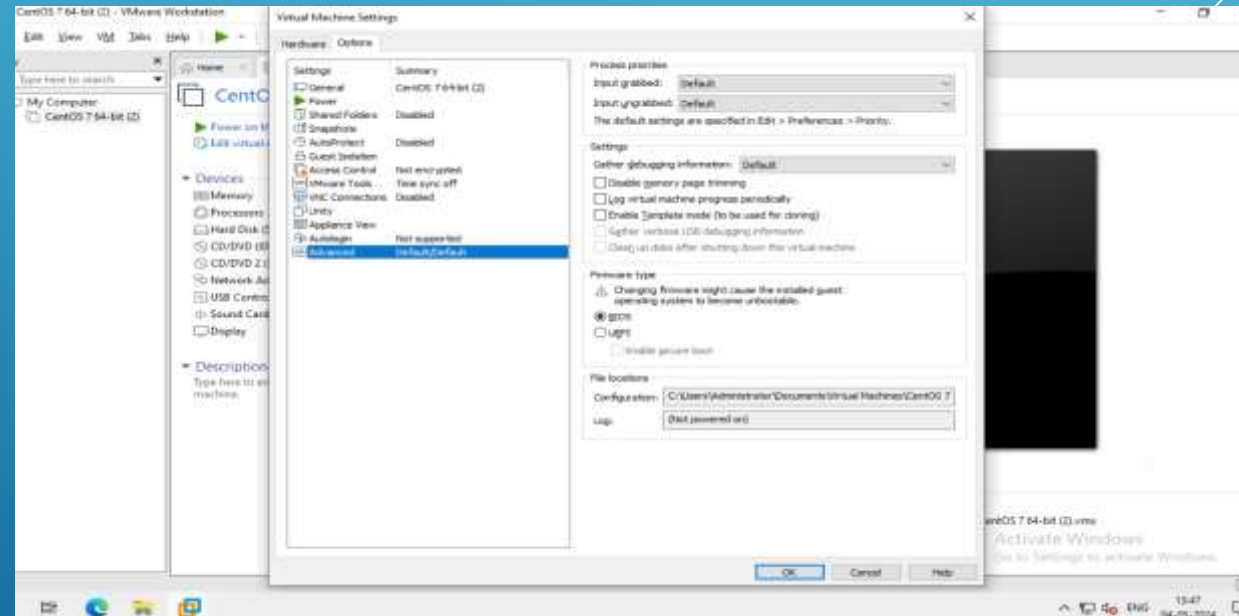 CentOS 7 64-bit (2) - VMware Workstation
Edit View VM Tabs Help
Type here to search
My Computer
CentOS 7 64-bit (2)
Home
CentO
Power on
Edit virtual
Devices
Memory
Processors
Hard Disk
CD/DVD
CD/DVD 2
Network Ad
USB Contro
Sound Card
Display
Description
Type here to
machine.
Virtual Machine Settings
Hardware Options
Settings Summary
General CentOS 7 64-bit (2)
Power
Shared Folders Disabled
Snapshots
AutoProtect Disabled
Guest Isolation
Access Control Not encrypted
VMware Tools Time sync off
VNC Connections Disabled
Unity
Appliance View
Autologin Not supported
Advanced Default/Default
Process priorities
Input grabbed: Default
Input ungrabbed: Default
The default settings are specified in Edit > Preferences > Priority.
Settings
Gather debugging information: Default
Disable memory page trimming
Log virtual machine progress periodically
Enable Template mode (to be used for cloning)
Gather verbose USB debugging information
Clean up disks after shutting down this virtual machine
Firmware type
Changing firmware might cause the installed guest
operating system to become unbootable.
BIOS
UEFI
Enable secure boot
File locations
Configuration: C:\Users\Administrator\Documents\Virtual Machines\CentOS 7
Log: (Not powered on)
OK Cancel Help
entOS 7 64-bit (2).vmx
Activate Windows
Go to Settings to activate Windows.
ENG
13:47
04-05-2024